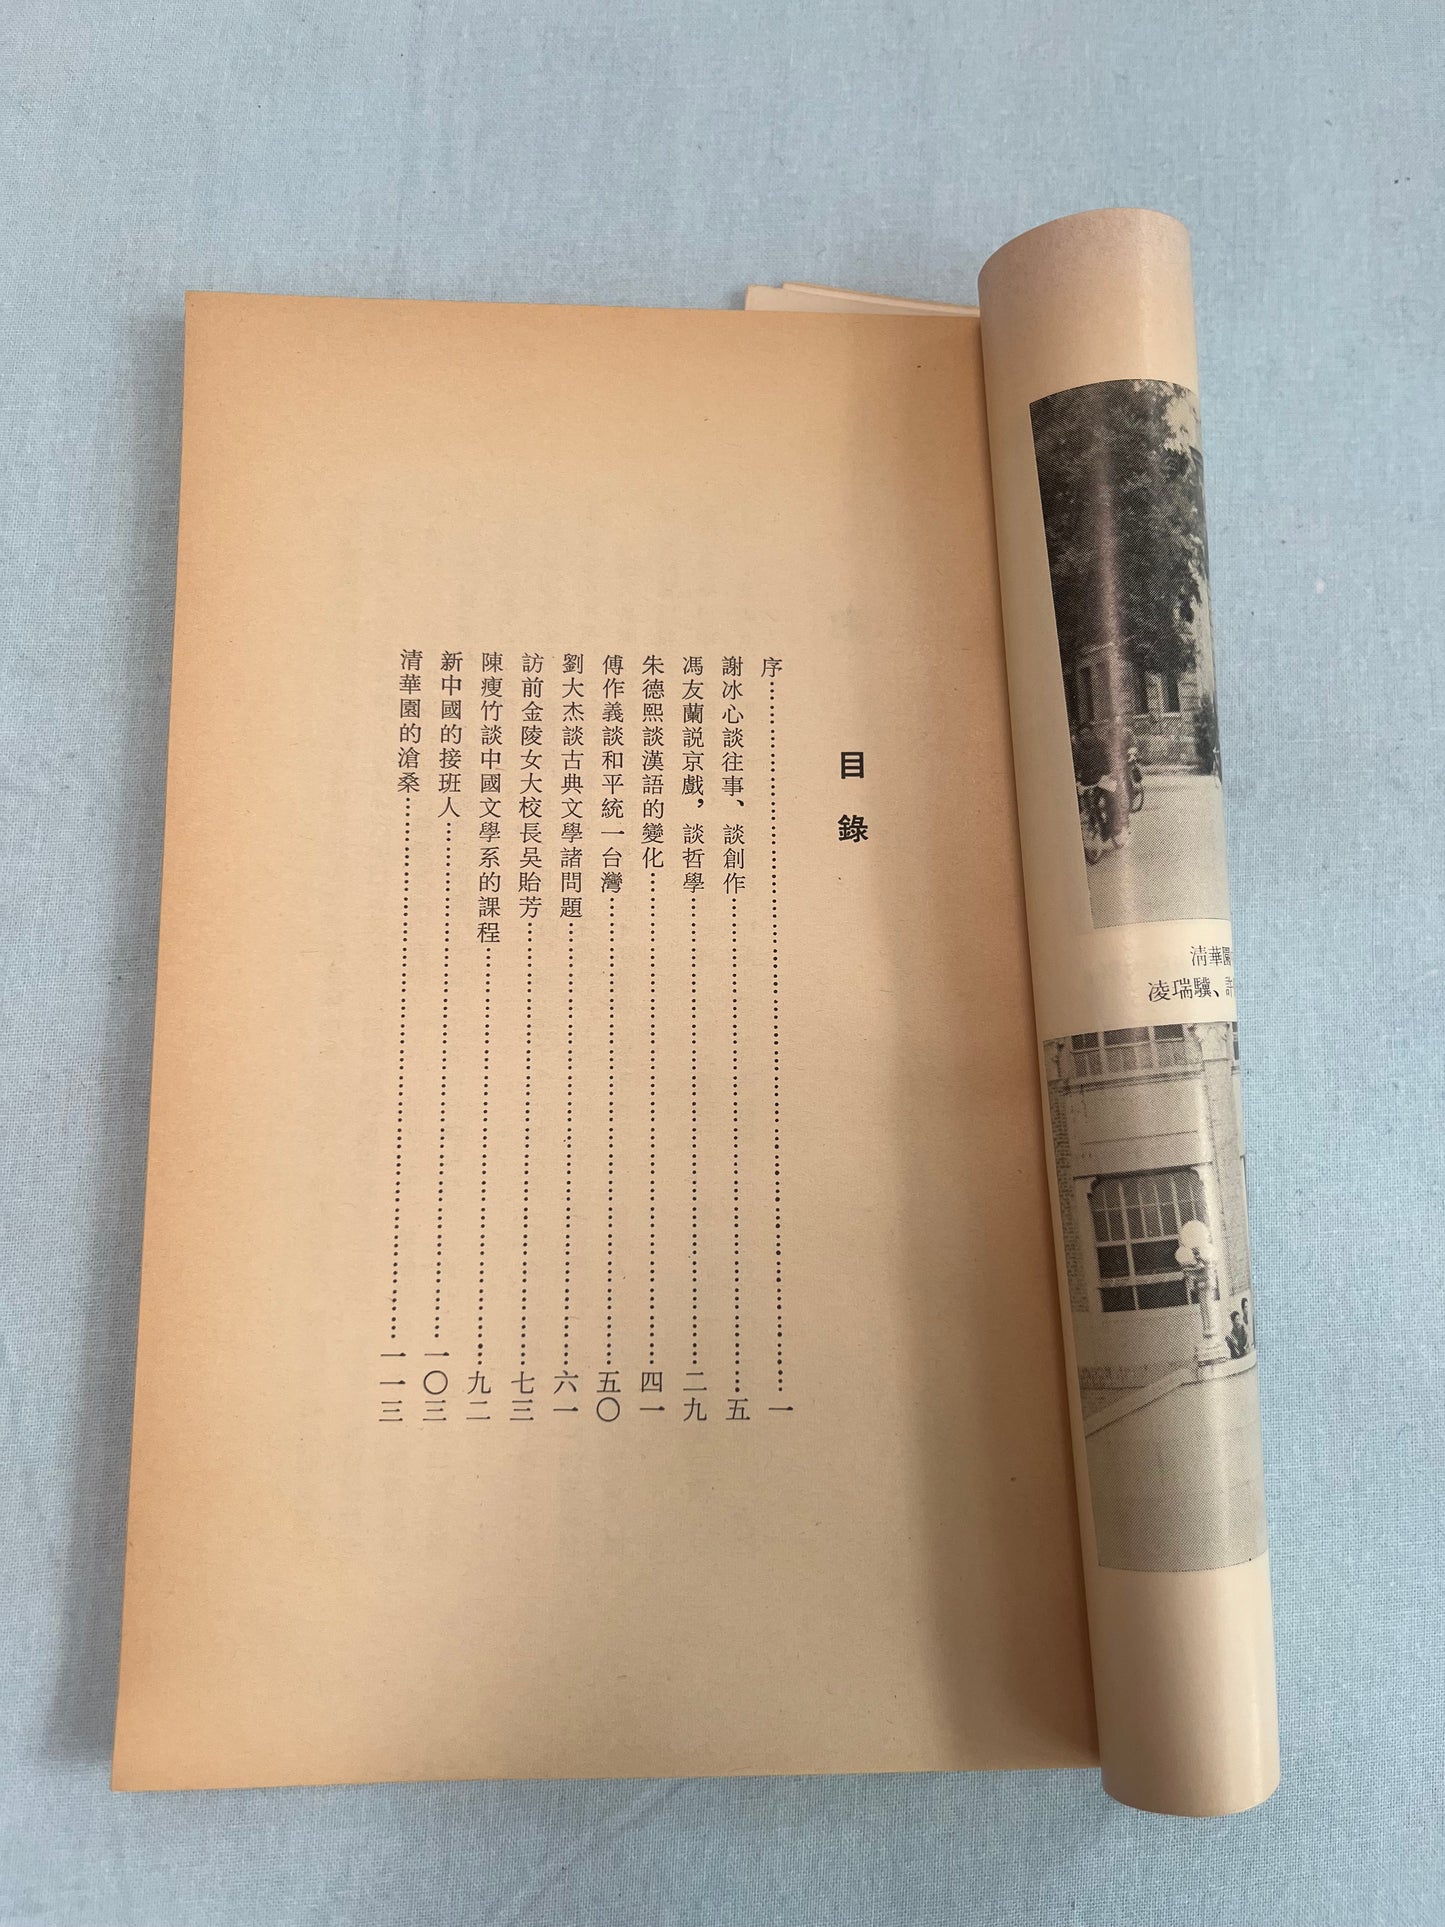 目錄
序……一
謝冰心談往事、談創作……五
馮友蘭説京戲，談哲學……二九
朱德熙談漢語的變化……四一
傅作義談和平統一台灣……五〇
劉大杰談古典文學諸問題……六一
訪前金陵女大校長吳貽芳……七三
陳瘦竹談中國文學系的課程……九二
新中國的接班人……一〇三
清華園的滄桑……一一三
清華園
凌瑞驥、許